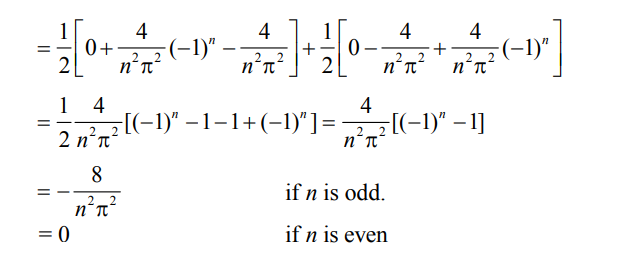 = 1/2 [0 + 4/n²π² (−1)ⁿ − 4/n²π²] + 1/2 [0 − 4/n²π² + 4/n²π² (−1)ⁿ]
= 1/2 4/n²π² [(−1)ⁿ − 1 − 1 + (−1)ⁿ] = 4/n²π² [(−1)ⁿ − 1]
= − 8/n²π² if n is odd.
= 0 if n is even